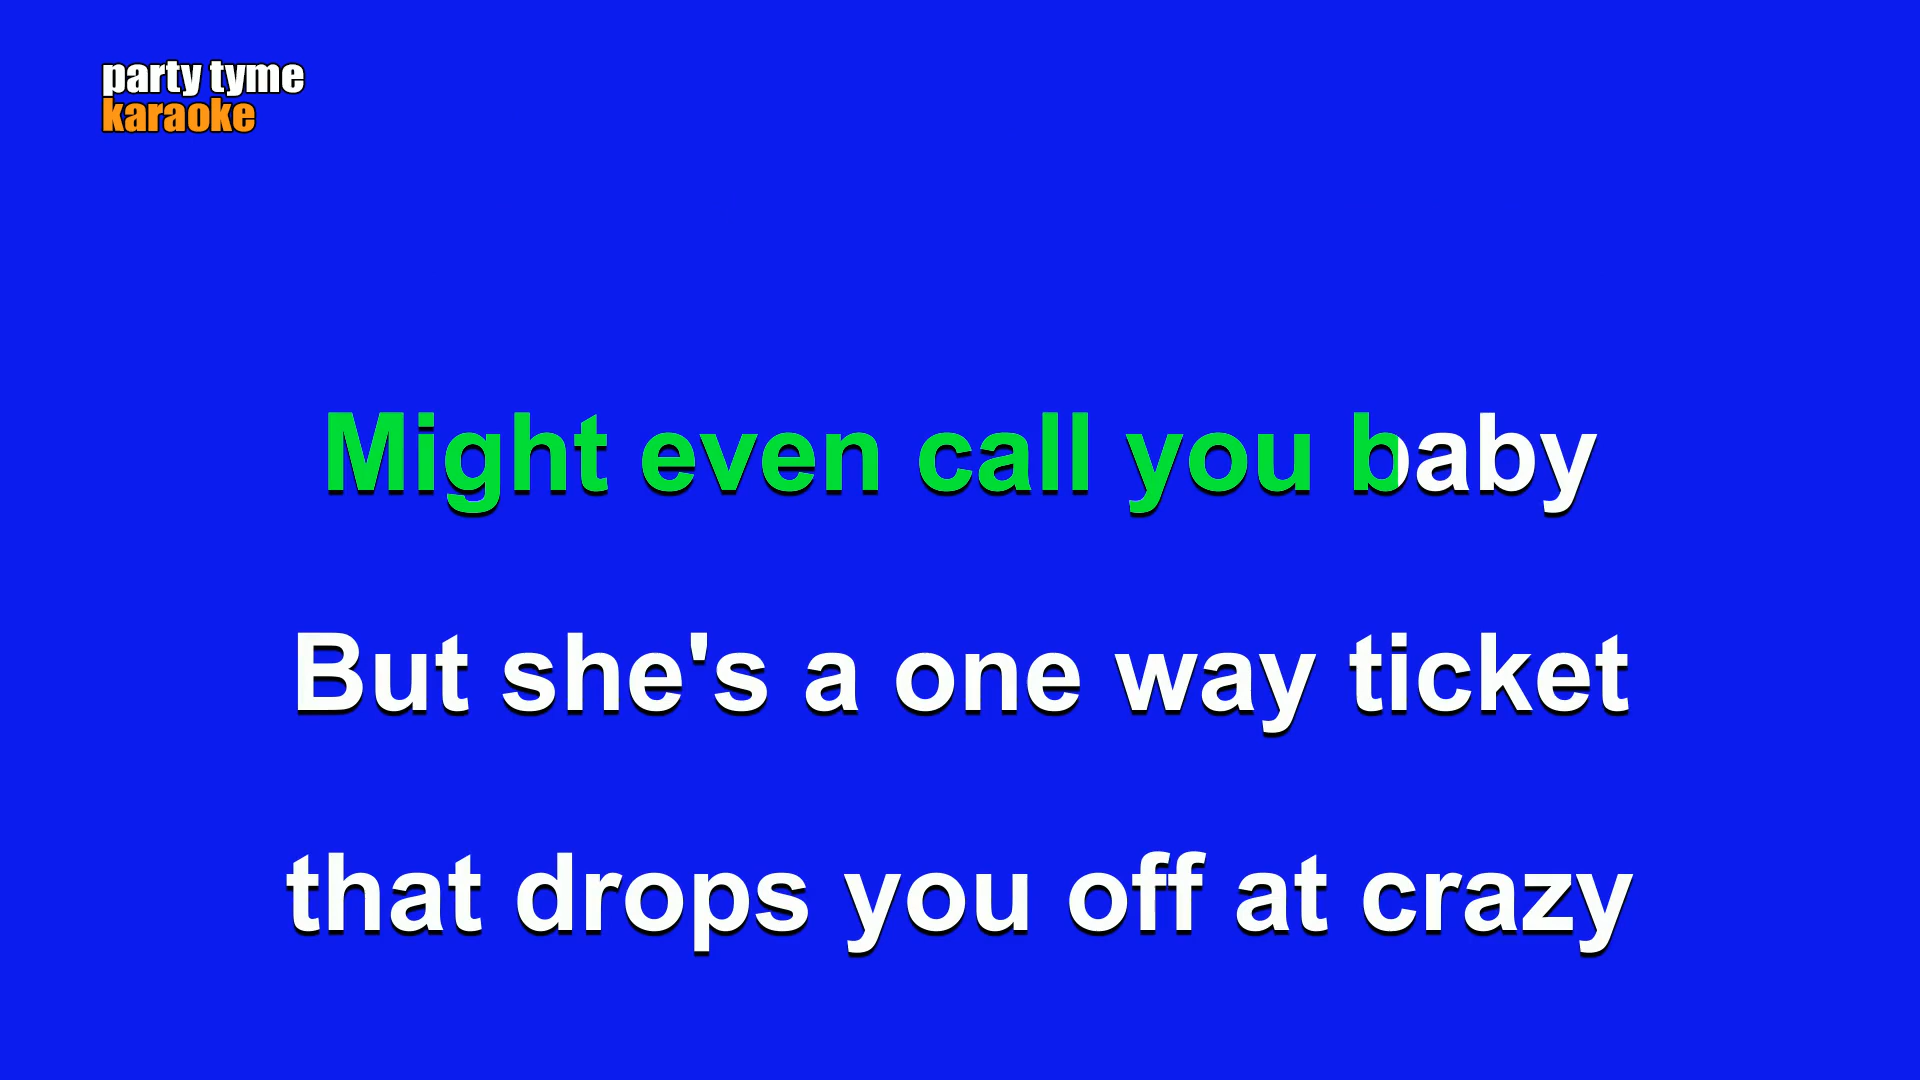 party tyme
karaoke
Might even call you baby
But she's a one way ticket
that drops you off at crazy